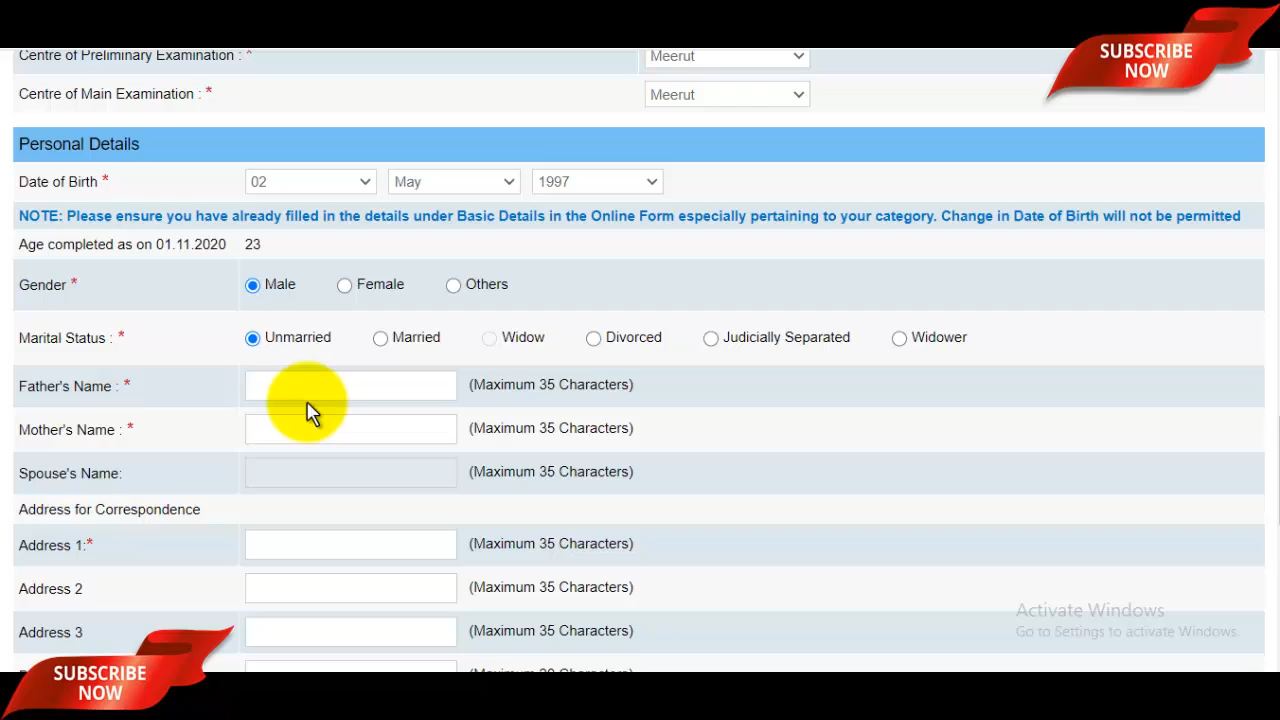 Centre of Preliminary Examination : * Meerut
SUBSCRIBE
NOW
Centre of Main Examination : * Meerut
Personal Details
Date of Birth * 02 May 1997
NOTE: Please ensure you have already filled in the details under Basic Details in the Online Form especially pertaining to your category. Change in Date of Birth will not be permitted
Age completed as on 01.11.2020 23
Gender * Male Female Others
Marital Status : * Unmarried Married Widow Divorced Judicially Separated Widower
Father's Name : * (Maximum 35 Characters)
Mother's Name : * (Maximum 35 Characters)
Spouse's Name: (Maximum 35 Characters)
Address for Correspondence
Address 1:* (Maximum 35 Characters)
Address 2 (Maximum 35 Characters)
Activate Windows
Go to Settings to activate Windows.
Address 3 (Maximum 35 Characters)
SUBSCRIBE
NOW